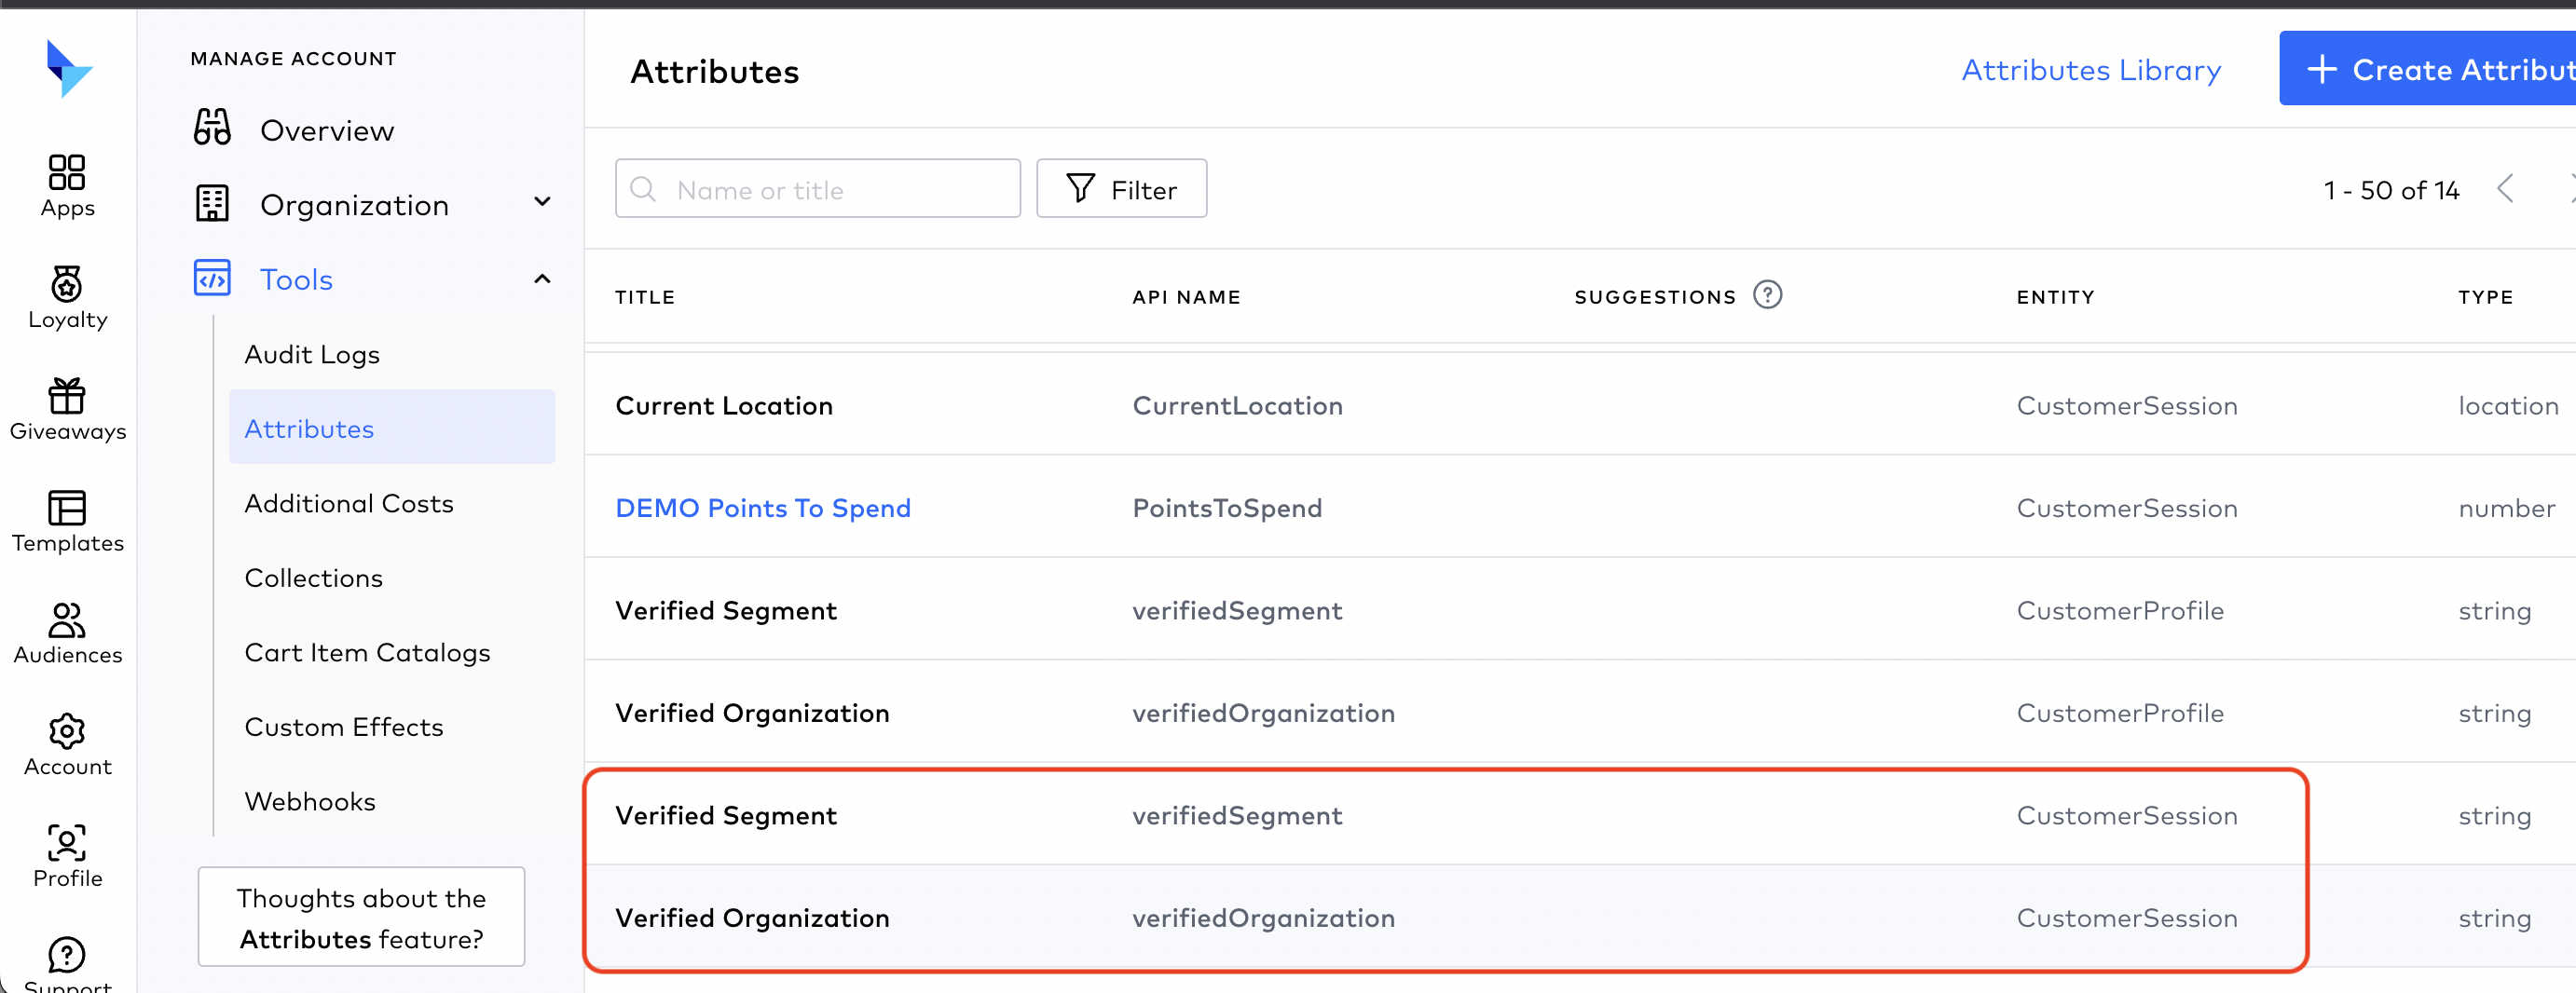 Apps
Loyalty
Giveaways
Templates
Audiences
Account
Profile
Support
MANAGE ACCOUNT
Overview
Organization
Tools
Audit Logs
Attributes
Additional Costs
Collections
Cart Item Catalogs
Custom Effects
Webhooks
Thoughts about the
Attributes feature?
Attributes
Attributes Library
+ Create Attribut
Name or title
Filter
1 - 50 of 14
TITLE API NAME SUGGESTIONS ? ENTITY TYPE
Current Location CurrentLocation CustomerSession location
DEMO Points To Spend PointsToSpend CustomerSession number
Verified Segment verifiedSegment CustomerProfile string
Verified Organization verifiedOrganization CustomerProfile string
Verified Segment verifiedSegment CustomerSession string
Verified Organization verifiedOrganization CustomerSession string